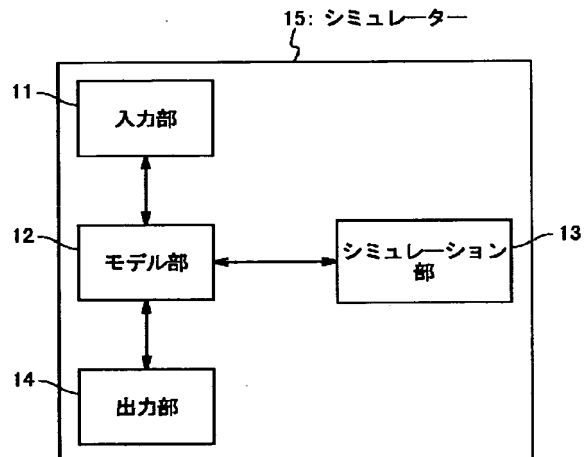 15: シミュレーター
11
入力部
12
モデル部
シミュレーション
部
13
14
出力部